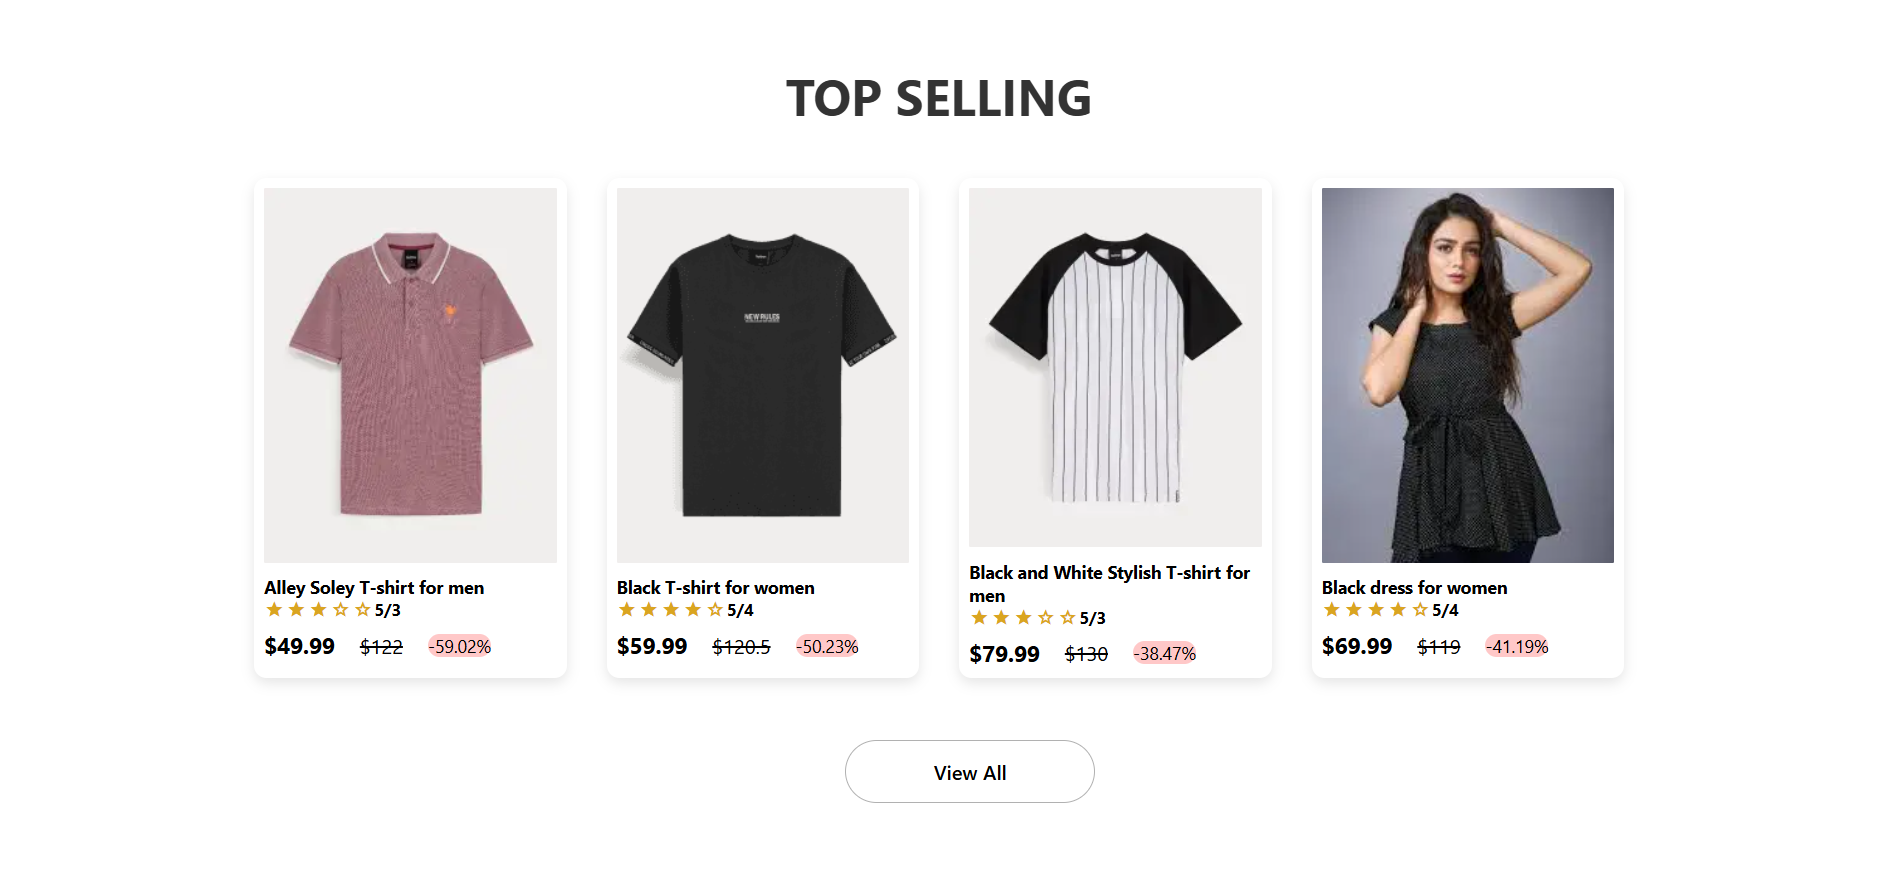 TOP SELLING
NEW RULES
Alley Soley T-shirt for men
5/3
$49.99 $122 -59.02%
Black T-shirt for women
5/4
$59.99 $120.5 -50.23%
Black and White Stylish T-shirt for
men
5/3
$79.99 $130 -38.47%
Black dress for women
5/4
$69.99 $119 -41.19%
View All